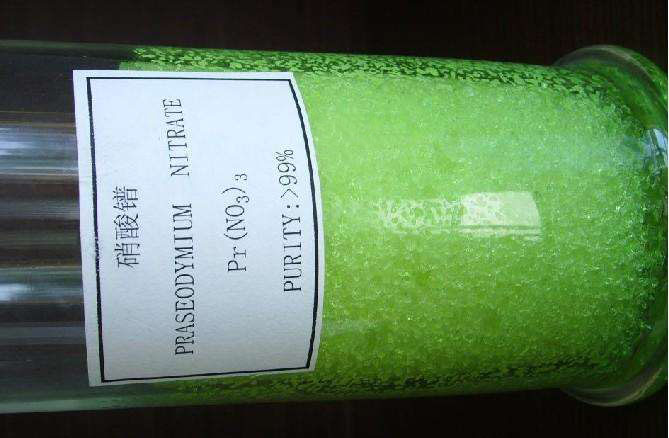 硝酸镨
PRASEODYMIUM NITRATE
Pr(NO₃)₃
PURITY:>99%